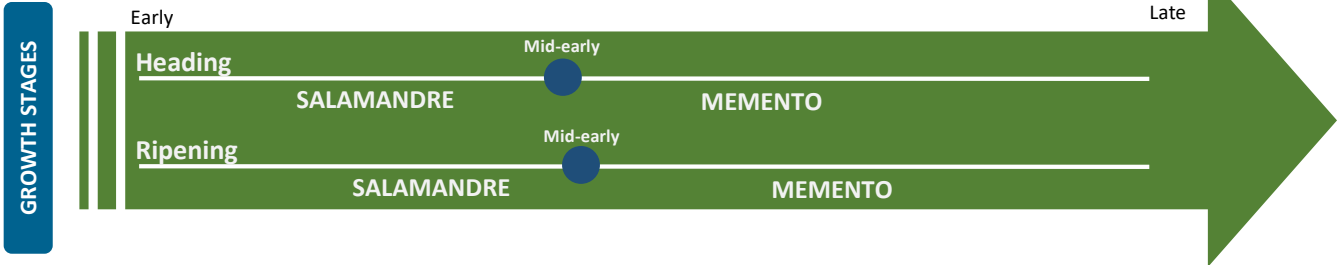 GROWTH STAGES
Early
Late
Mid-early
Heading
SALAMANDRE
MEMENTO
Mid-early
Ripening
SALAMANDRE
MEMENTO